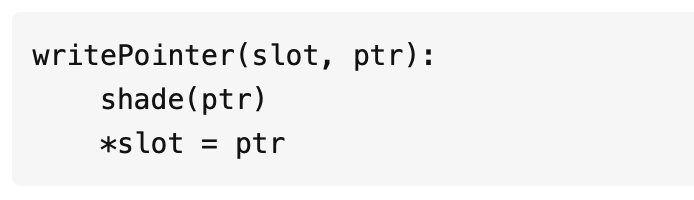 writePointer(slot, ptr):
    shade(ptr)
    *slot = ptr